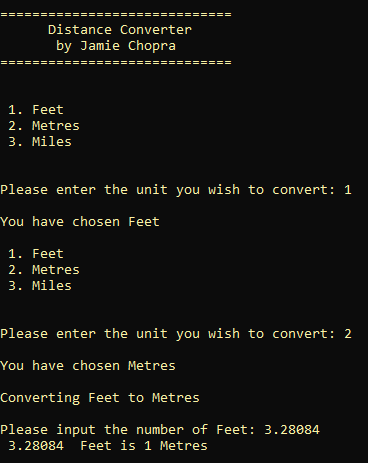 =============================
Distance Converter
by Jamie Chopra
=============================
1. Feet
2. Metres
3. Miles
Please enter the unit you wish to convert: 1
You have chosen Feet
1. Feet
2. Metres
3. Miles
Please enter the unit you wish to convert: 2
You have chosen Metres
Converting Feet to Metres
Please input the number of Feet: 3.28084
3.28084  Feet is 1 Metres